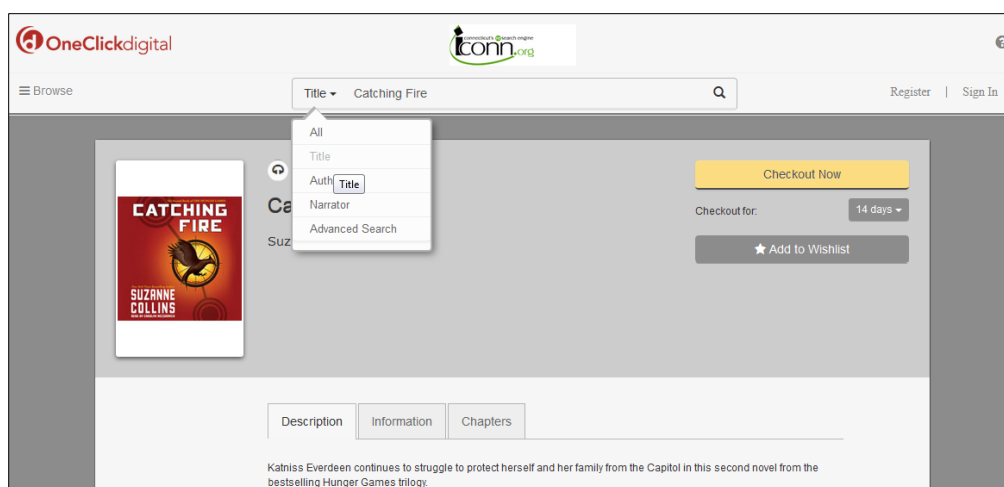 OneClickdigital
connecticut's re search engine
iconn.org
Browse
Title
Catching Fire
Register | Sign In
All
Title
Auth
Title
Narrator
Advanced Search
Ca
Suz
CATCHING
FIRE
SUZANNE
COLLINS
Checkout Now
Checkout for:
14 days
Add to Wishlist
Description
Information
Chapters
Katniss Everdeen continues to struggle to protect herself and her family from the Capitol in this second novel from the
bestselling Hunger Games trilogy.